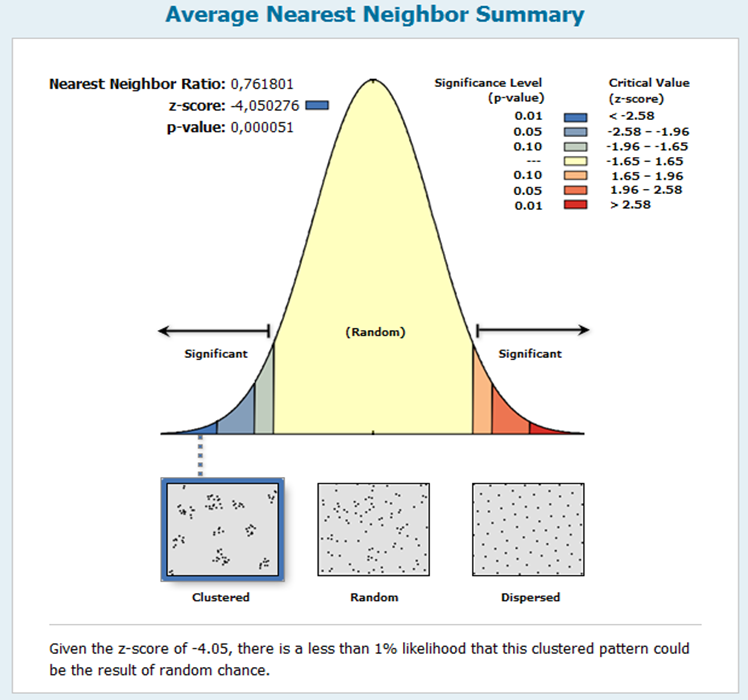 Average Nearest Neighbor Summary
Nearest Neighbor Ratio: 0,761801
z-score: -4,050276
p-value: 0,000051
Significance Level (p-value)
Critical Value (z-score)
0.01 < -2.58
0.05 -2.58 – -1.96
0.10 -1.96 – -1.65
--- -1.65 – 1.65
0.10 1.65 – 1.96
0.05 1.96 – 2.58
0.01 > 2.58
(Random)
Significant
Significant
Clustered
Random
Dispersed
Given the z-score of -4.05, there is a less than 1% likelihood that this clustered pattern could
be the result of random chance.